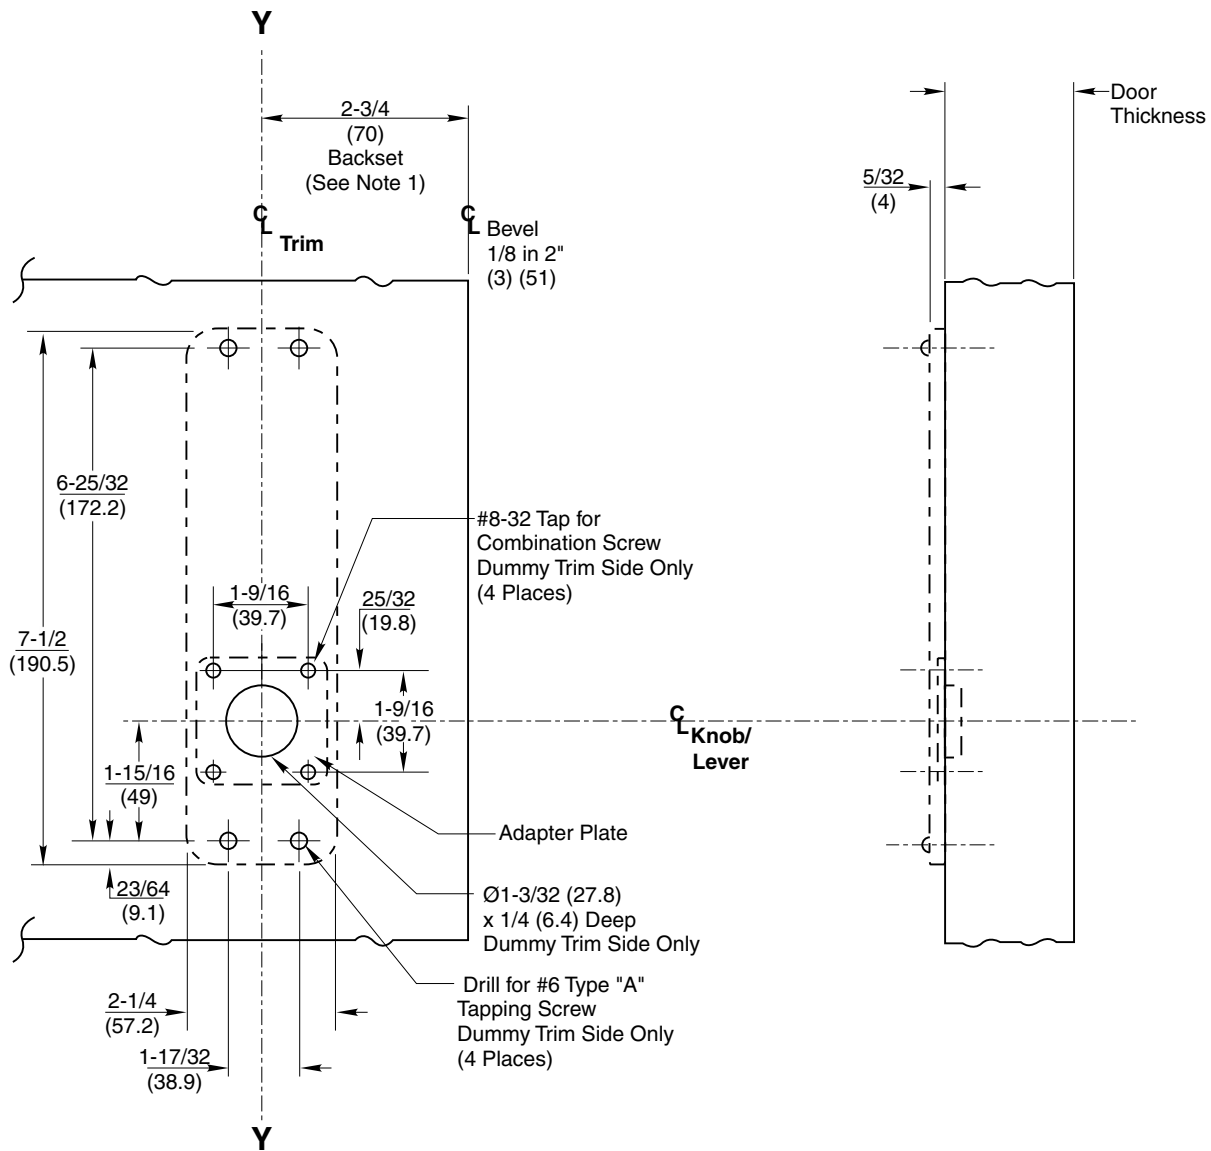 Y
2-3/4
(70)
Backset
(See Note 1)
CL Trim
CL Bevel
1/8 in 2"
(3) (51)
Door
Thickness
5/32
(4)
6-25/32
(172.2)
7-1/2
(190.5)
#8-32 Tap for
Combination Screw
Dummy Trim Side Only
(4 Places)
1-9/16
(39.7)
25/32
(19.8)
1-9/16
(39.7)
CL Knob/
Lever
1-15/16
(49)
Adapter Plate
23/64
(9.1)
Ø1-3/32 (27.8)
x 1/4 (6.4) Deep
Dummy Trim Side Only
Drill for #6 Type "A"
Tapping Screw
Dummy Trim Side Only
(4 Places)
2-1/4
(57.2)
1-17/32
(38.9)
Y